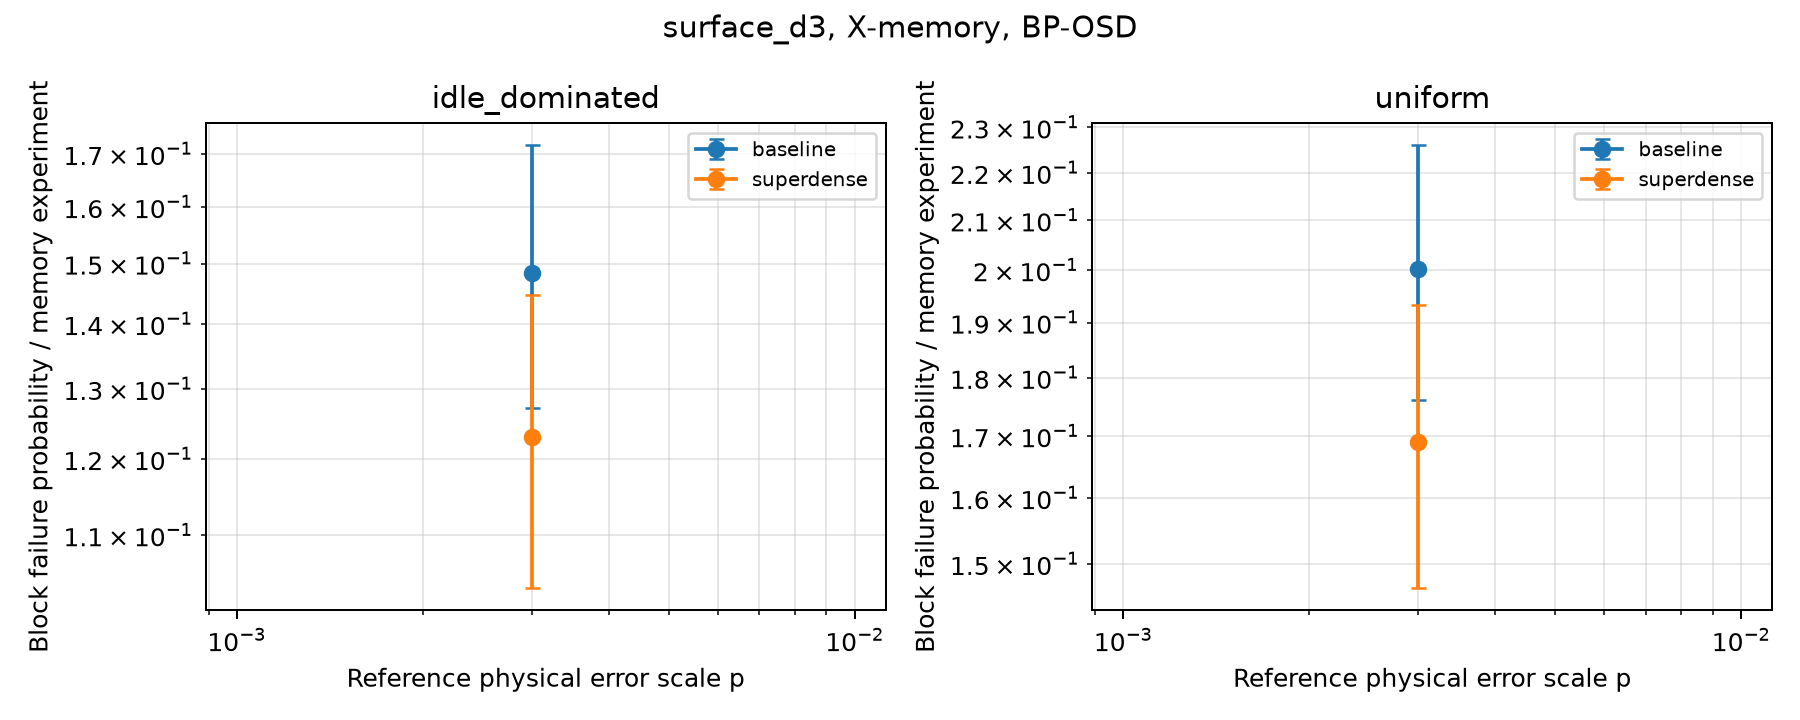 surface_d3, X-memory, BP-OSD
idle_dominated
Block failure probability / memory experiment
1.7 × 10⁻¹
1.6 × 10⁻¹
1.5 × 10⁻¹
1.4 × 10⁻¹
1.3 × 10⁻¹
1.2 × 10⁻¹
1.1 × 10⁻¹
baseline
superdense
10⁻³
10⁻²
Reference physical error scale p
uniform
Block failure probability / memory experiment
2.3 × 10⁻¹
2.2 × 10⁻¹
2.1 × 10⁻¹
2 × 10⁻¹
1.9 × 10⁻¹
1.8 × 10⁻¹
1.7 × 10⁻¹
1.6 × 10⁻¹
1.5 × 10⁻¹
baseline
superdense
10⁻³
10⁻²
Reference physical error scale p